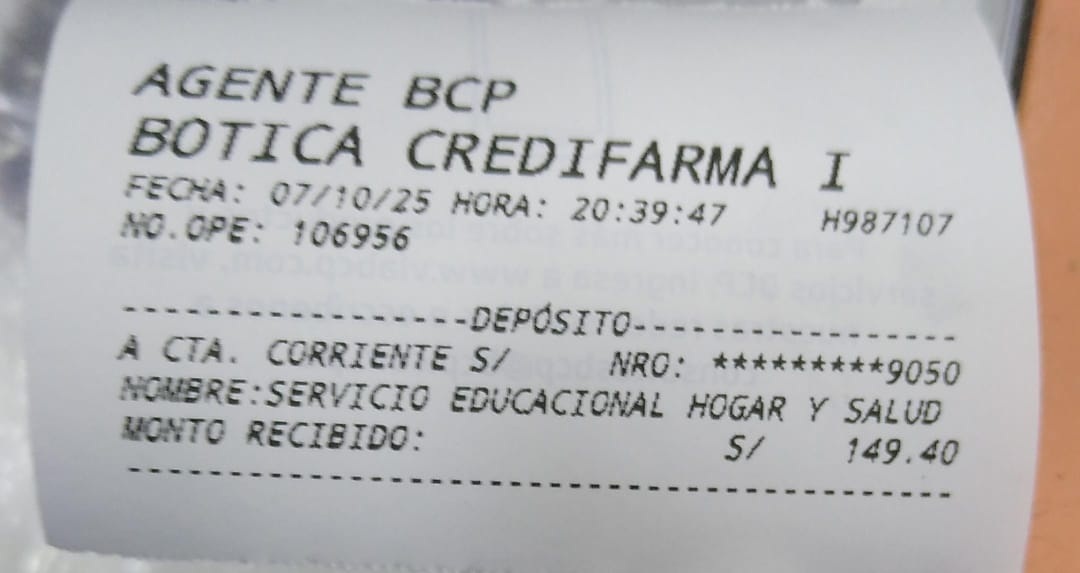 AGENTE BCP
BOTICA CREDIFARMA I
FECHA: 07/10/25 HORA: 20:39:47 H987107
NO.OPE: 106956
--------------------DEPÓSITO-------------------
A CTA. CORRIENTE S/ NRO: *********9050
NOMBRE:SERVICIO EDUCACIONAL HOGAR Y SALUD
MONTO RECIBIDO: S/ 149.40
-----------------------------------------------